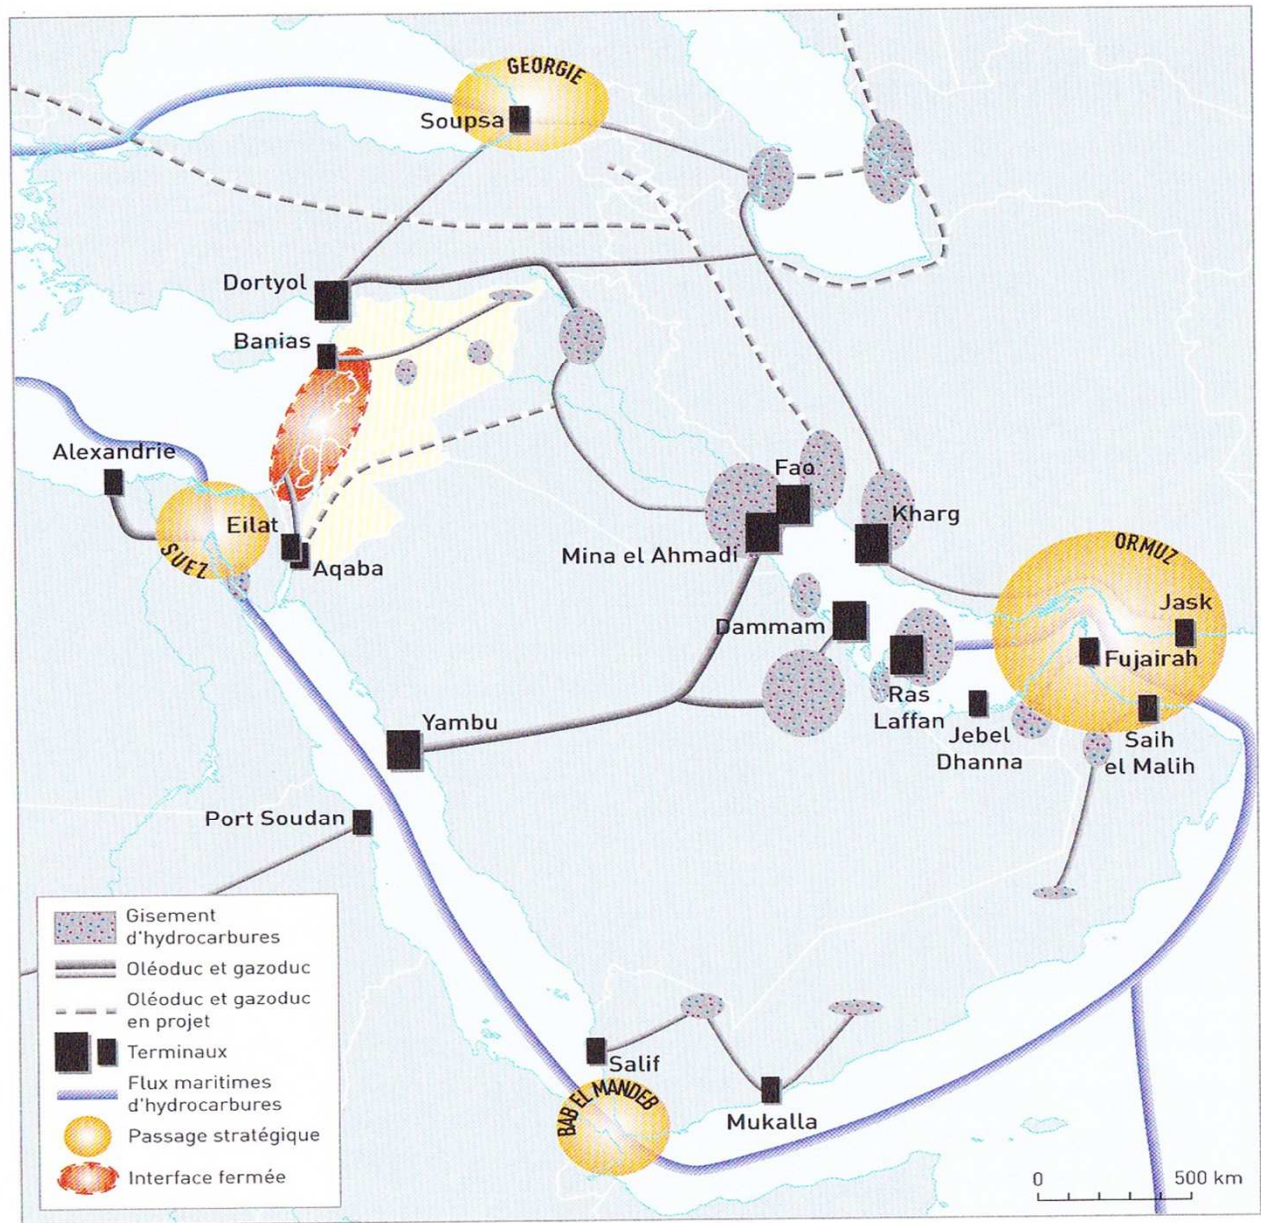 GEORGIE
Soupsa
Dortyol
Banias
Alexandrie
SUEZ
Eilat
Aqaba
Fao
Mina el Ahmadi
Kharg
ORMUZ
Jask
Dammam
Fujairah
Ras
Laffan
Jebel
Dhanna
Saih
el Malih
Yambu
Port Soudan
Salif
BAB EL MANDEB
Mukalla
Gisement
d'hydrocarbures
Oléoduc et gazoduc
Oléoduc et gazoduc
en projet
Terminaux
Flux maritimes
d'hydrocarbures
Passage stratégique
Interface fermée
0 500 km